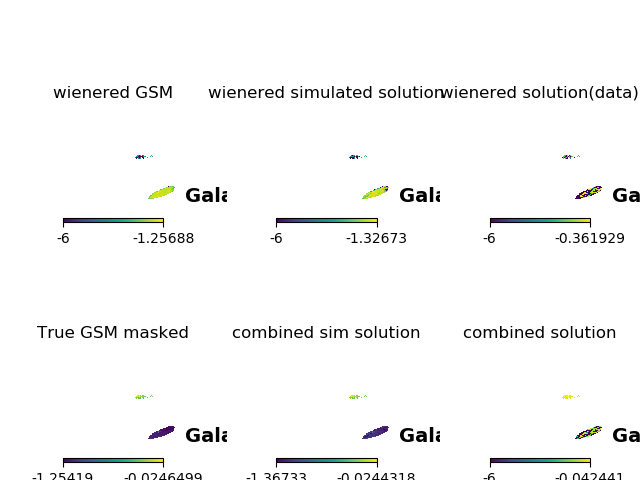 wienered GSM
wienered simulated solution
wienered solution(data)
Gala
Gala
Ga
-6 -1.25688
-6 -1.32673
-6 -0.361929
True GSM masked
combined sim solution
combined solution
Gala
Gala
Ga
-1.25419 -0.0246499
-1.36733 -0.0244318
-6 -0.042441